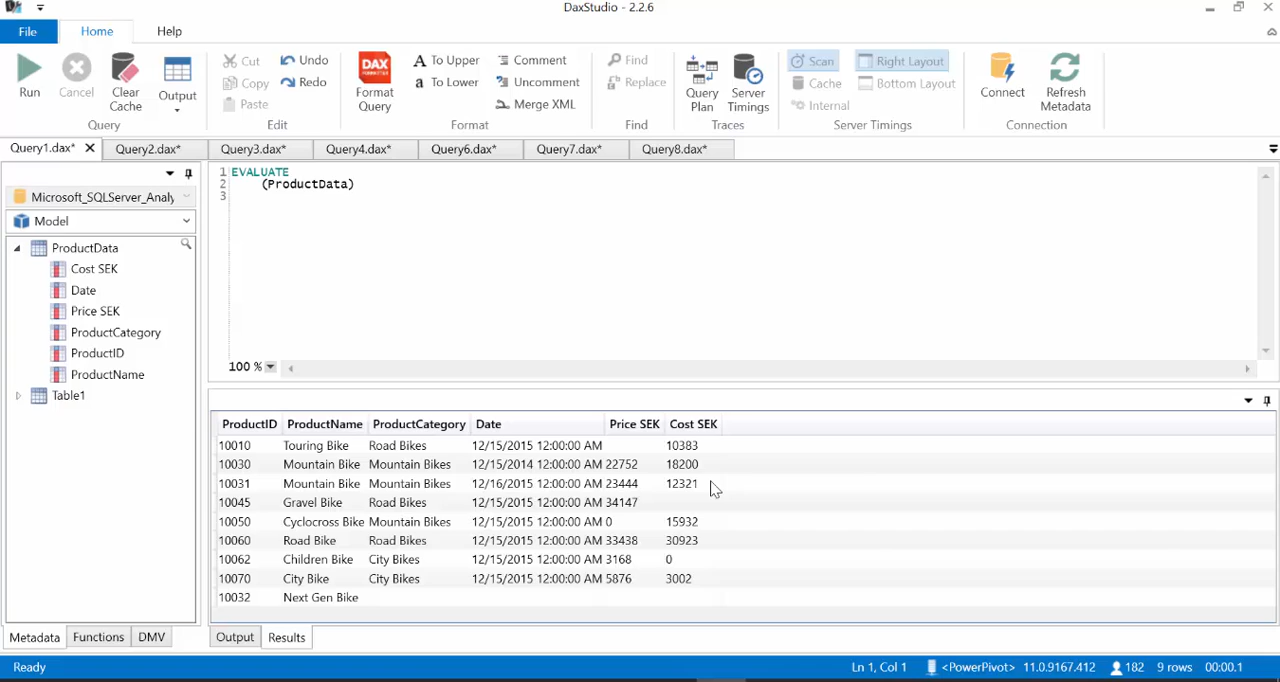 DaxStudio - 2.2.6
File Home Help
Run Cancel Clear Cache Output
Cut Copy Paste Undo Redo
DAX FORMATTER Format Query
To Upper To Lower Comment Uncomment Merge XML
Find Replace
Query Plan Server Timings
Scan Cache Internal Right Layout Bottom Layout
Connect Refresh Metadata
Query Edit Format Find Traces Server Timings Connection
Query1.dax* Query2.dax* Query3.dax* Query4.dax* Query6.dax* Query7.dax* Query8.dax*
Microsoft_SQLServer_Analy
Model
ProductData
Cost SEK
Date
Price SEK
ProductCategory
ProductID
ProductName
Table1
1 EVALUATE
2 (ProductData)
3
100 %
ProductID ProductName ProductCategory Date Price SEK Cost SEK
10010 Touring Bike Road Bikes 12/15/2015 12:00:00 AM 10383
10030 Mountain Bike Mountain Bikes 12/15/2014 12:00:00 AM 22752 18200
10031 Mountain Bike Mountain Bikes 12/16/2015 12:00:00 AM 23444 12321
10045 Gravel Bike Road Bikes 12/15/2015 12:00:00 AM 34147
10050 Cyclocross Bike Mountain Bikes 12/15/2015 12:00:00 AM 0 15932
10060 Road Bike Road Bikes 12/15/2015 12:00:00 AM 33438 30923
10062 Children Bike City Bikes 12/15/2015 12:00:00 AM 3168 0
10070 City Bike City Bikes 12/15/2015 12:00:00 AM 5876 3002
10032 Next Gen Bike
Metadata Functions DMV Output Results
Ready Ln 1, Col 1 <PowerPivot> 11.0.9167.412 182 9 rows 00:00.1